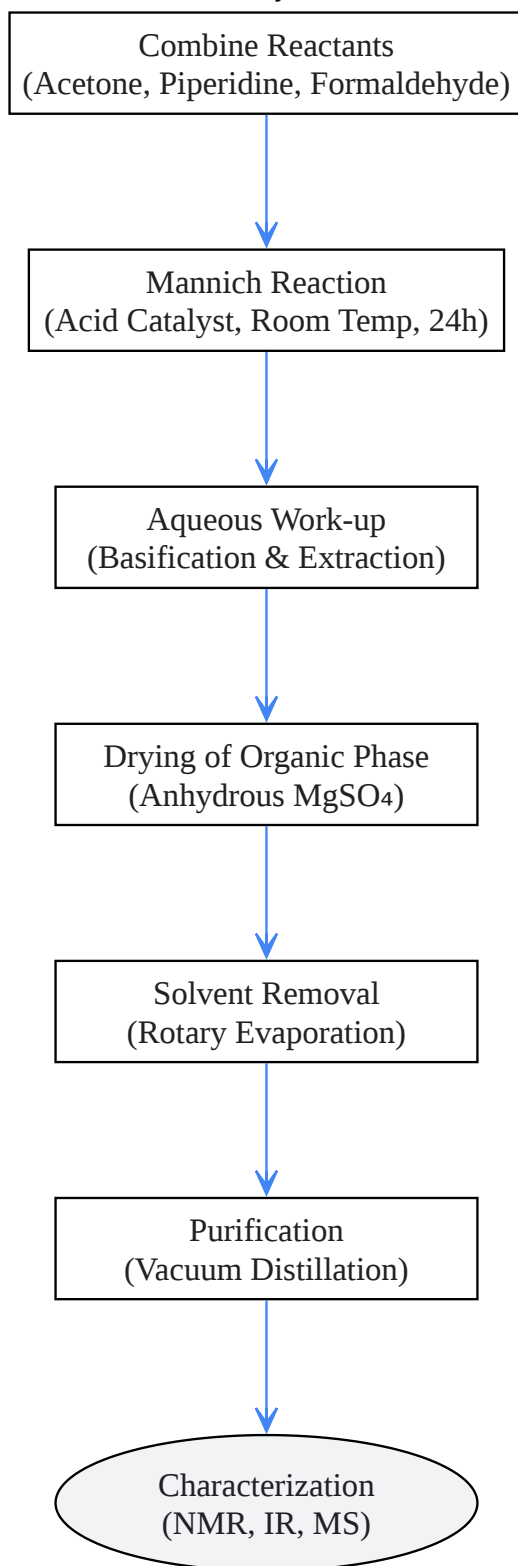 Combine Reactants
(Acetone, Piperidine, Formaldehyde)
Mannich Reaction
(Acid Catalyst, Room Temp, 24h)
Aqueous Work-up
(Basification & Extraction)
Drying of Organic Phase
(Anhydrous MgSO₄)
Solvent Removal
(Rotary Evaporation)
Purification
(Vacuum Distillation)
Characterization
(NMR, IR, MS)